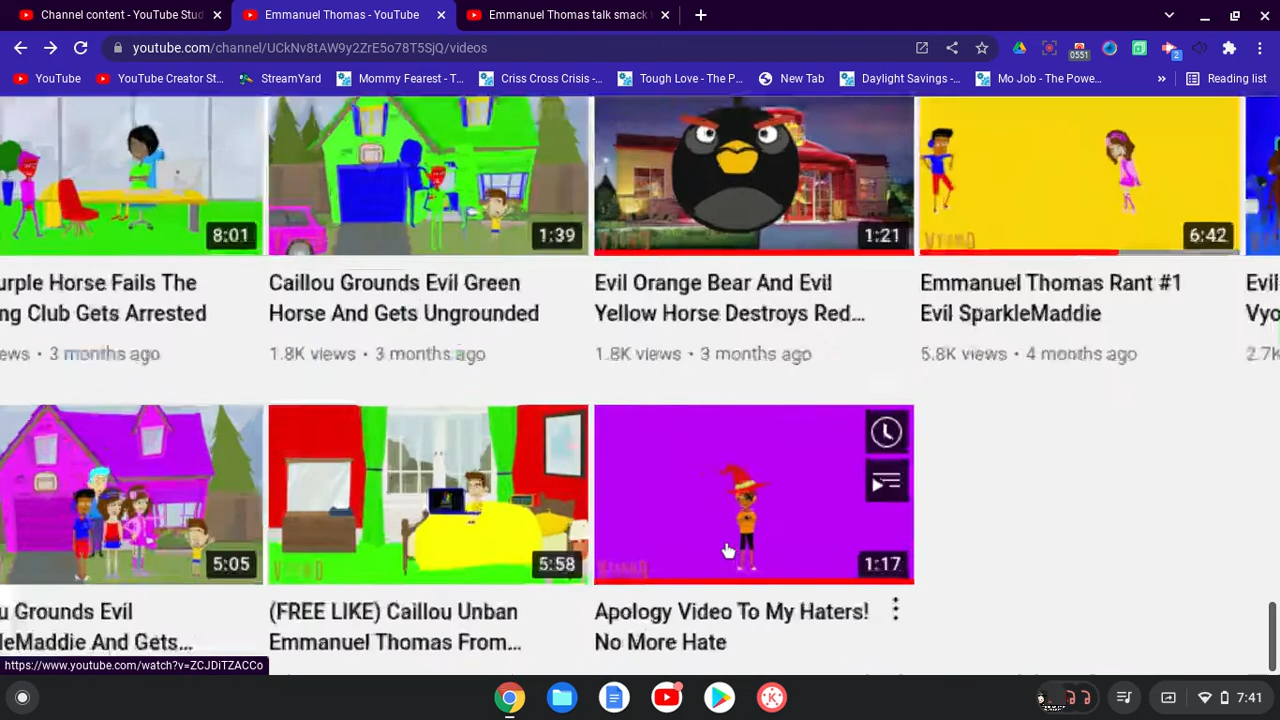 Channel content - YouTube Stud
Emmanuel Thomas - YouTube
Emmanuel Thomas talk smack
youtube.com/channel/UCkNv8tAW9y2ZrE5o78T5SjQ/videos
0551
2
YouTube
YouTube Creator St...
StreamYard
Mommy Fearest - T...
Criss Cross Crisis -...
Tough Love - The P...
New Tab
Daylight Savings -...
Mo Job - The Powe...
»
Reading list
8:01
1:39
1:21
6:42
urple Horse Fails The
ng Club Gets Arrested
ews • 3 months ago
Caillou Grounds Evil Green
Horse And Gets Ungrounded
1.8K views • 3 months ago
Evil Orange Bear And Evil
Yellow Horse Destroys Red...
1.8K views • 3 months ago
Emmanuel Thomas Rant #1
Evil SparkleMaddie
5.8K views • 4 months ago
Evil
Vyo
2.7K
5:05
5:58
1:17
u Grounds Evil
leMaddie And Gets...
(FREE LIKE) Caillou Unban
Emmanuel Thomas From...
Apology Video To My Haters!
No More Hate
https://www.youtube.com/watch?v=ZCJDiTZACCo
7:41